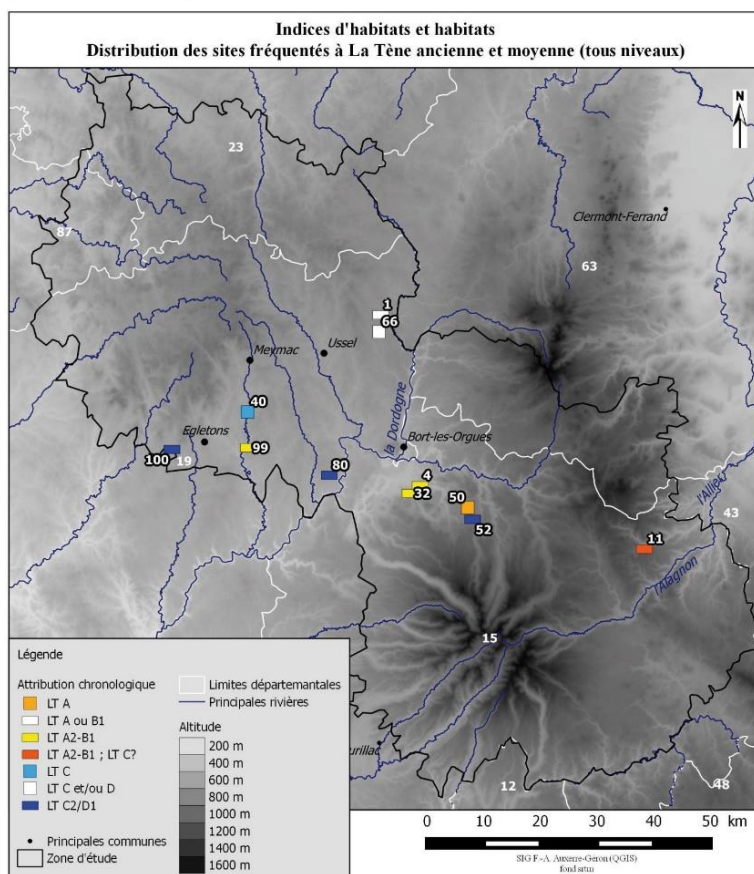 Indices d'habitats et habitats
Distribution des sites fréquentés à La Tène ancienne et moyenne (tous niveaux)
N
23
Clermont-Ferrand
87
63
1
66
Ussel
Meymac
la Dordogne
40
Egletons
Bort-les-Orgues
99
100
19
80
4
32
50
52
l'Allier
43
11
l'Alagnon
15
Légende
Attribution chronologique
LT A
LT A ou B1
LT A2-B1
LT A2-B1 ; LT C?
LT C
LT C et/ou D
LT C2/D1
Principales communes
Zone d'étude
Limites départemantales
Principales rivières
Altitude
200 m
400 m
600 m
800 m
1000 m
1200 m
1400 m
1600 m
urillac
12
48
0 10 20 30 40 50 km
SIG F.-A. Auxerre-Géron (QGIS)
fond srtm